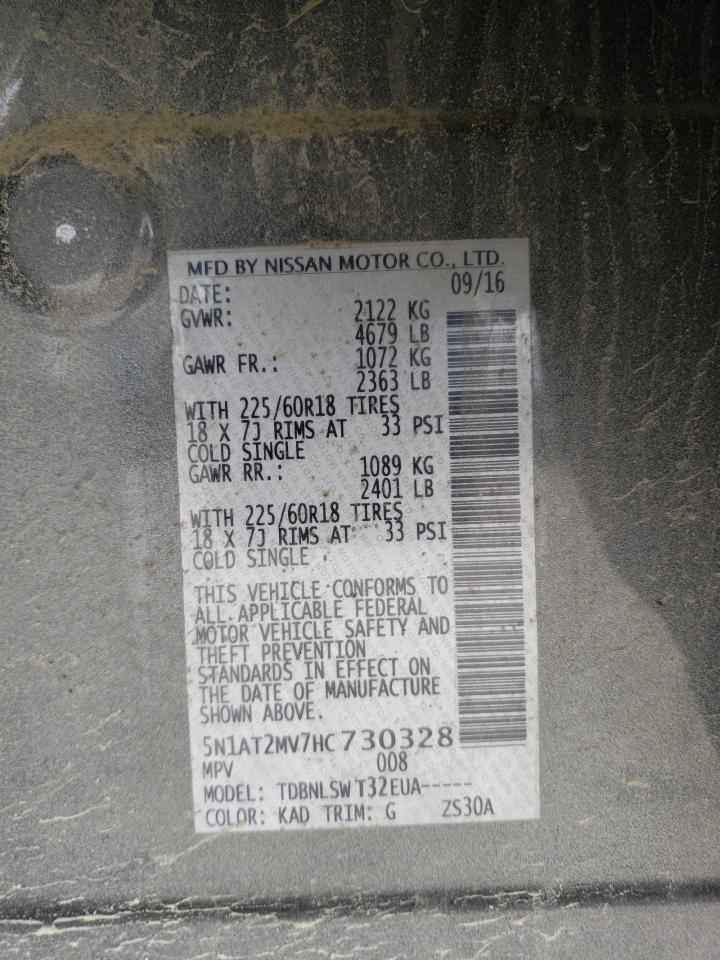 MFD BY NISSAN MOTOR CO., LTD.
DATE: 09/16
GVWR: 2122 KG
4679 LB
GAWR FR.: 1072 KG
2363 LB
WITH 225/60R18 TIRES
18 X 7J RIMS AT 33 PSI
COLD SINGLE
GAWR RR.: 1089 KG
2401 LB
WITH 225/60R18 TIRES
18 X 7J RIMS AT 33 PSI
COLD SINGLE
THIS VEHICLE CONFORMS TO
ALL APPLICABLE FEDERAL
MOTOR VEHICLE SAFETY AND
THEFT PREVENTION
STANDARDS IN EFFECT ON
THE DATE OF MANUFACTURE
SHOWN ABOVE.
5N1AT2MV7HC730328
MPV 008
MODEL: TDBNLSW T32EUA-----
COLOR: KAD TRIM: G ZS30A